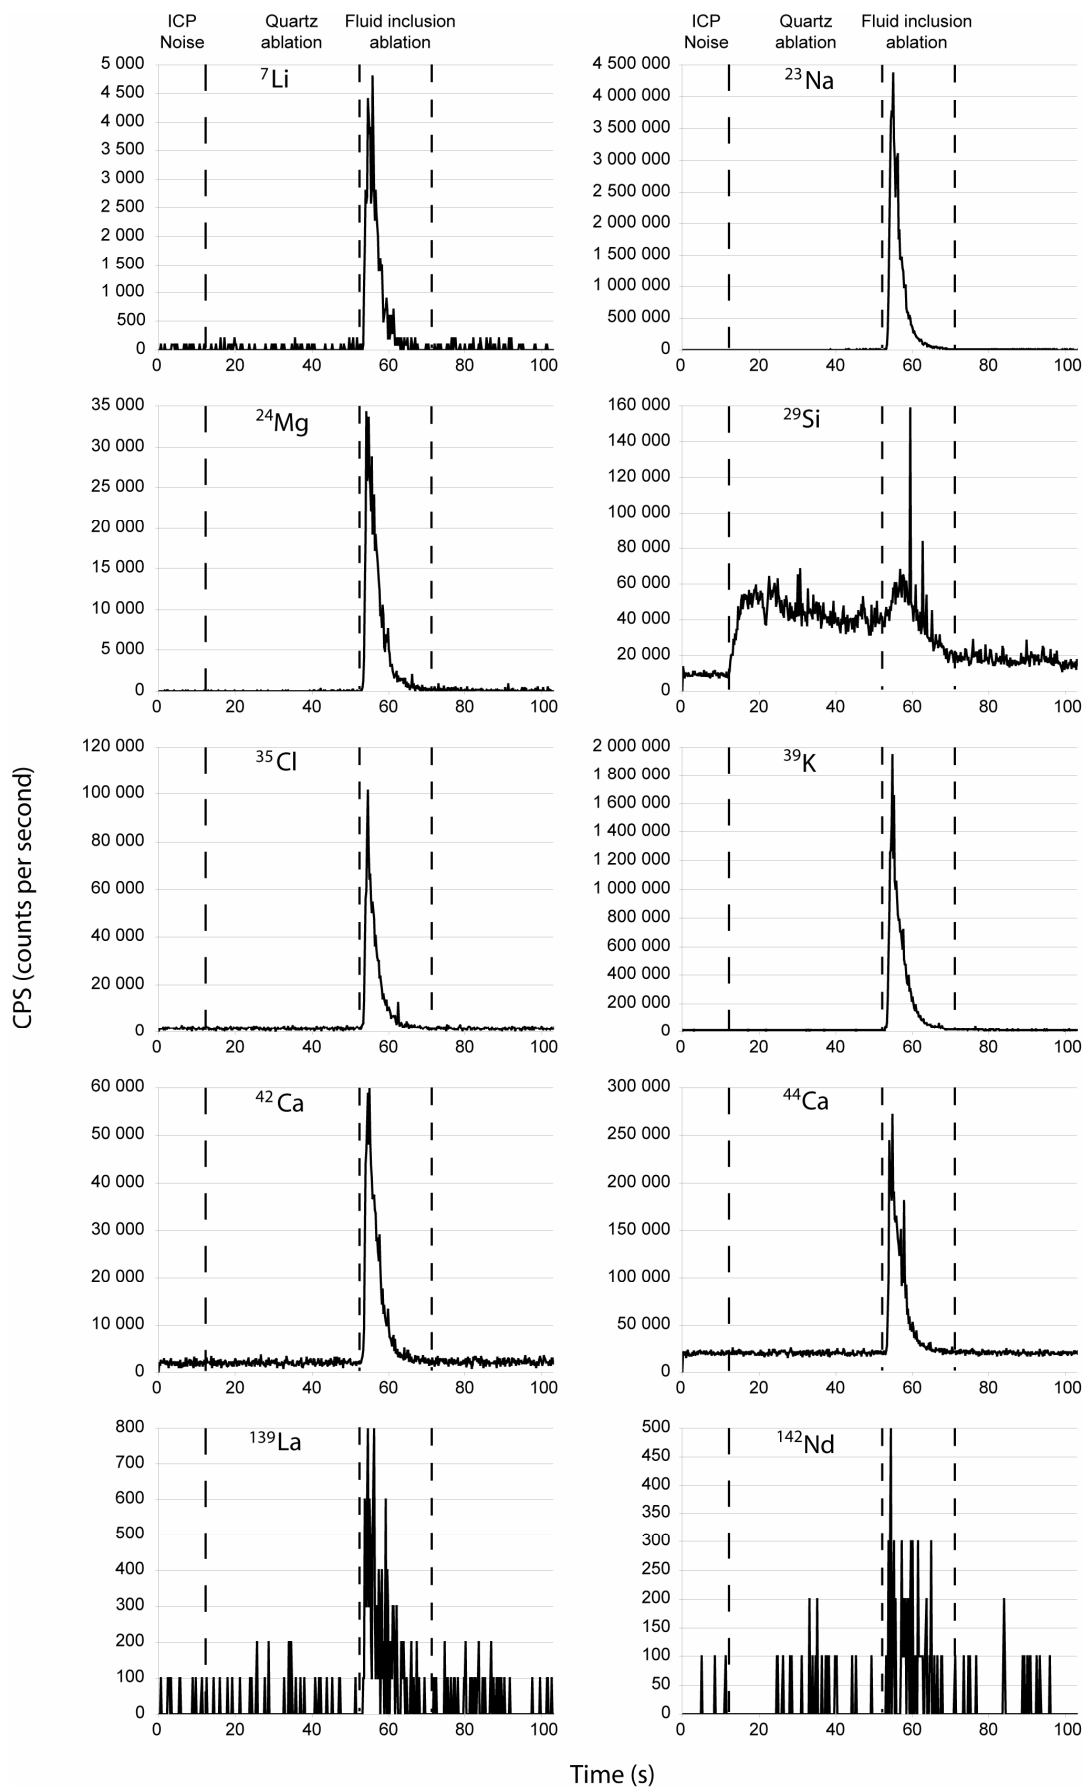 ICP Noise
Quartz ablation
Fluid inclusion ablation
ICP Noise
Quartz ablation
Fluid inclusion ablation
CPS (counts per second)
7Li
5 000
4 500
4 000
3 500
3 000
2 500
2 000
1 500
1 000
500
0
0 20 40 60 80 100
23Na
4 500 000
4 000 000
3 500 000
3 000 000
2 500 000
2 000 000
1 500 000
1 000 000
500 000
0
0 20 40 60 80 100
24Mg
35 000
30 000
25 000
20 000
15 000
10 000
5 000
0
0 20 40 60 80 100
29Si
160 000
140 000
120 000
100 000
80 000
60 000
40 000
20 000
0
0 20 40 60 80 100
35Cl
120 000
100 000
80 000
60 000
40 000
20 000
0
0 20 40 60 80 100
39K
2 000 000
1 800 000
1 600 000
1 400 000
1 200 000
1 000 000
800 000
600 000
400 000
200 000
0
0 20 40 60 80 100
42Ca
60 000
50 000
40 000
30 000
20 000
10 000
0
0 20 40 60 80 100
44Ca
300 000
250 000
200 000
150 000
100 000
50 000
0
0 20 40 60 80 100
139La
800
700
600
500
400
300
200
100
0
0 20 40 60 80 100
142Nd
500
450
400
350
300
250
200
150
100
50
0
0 20 40 60 80 100
Time (s)